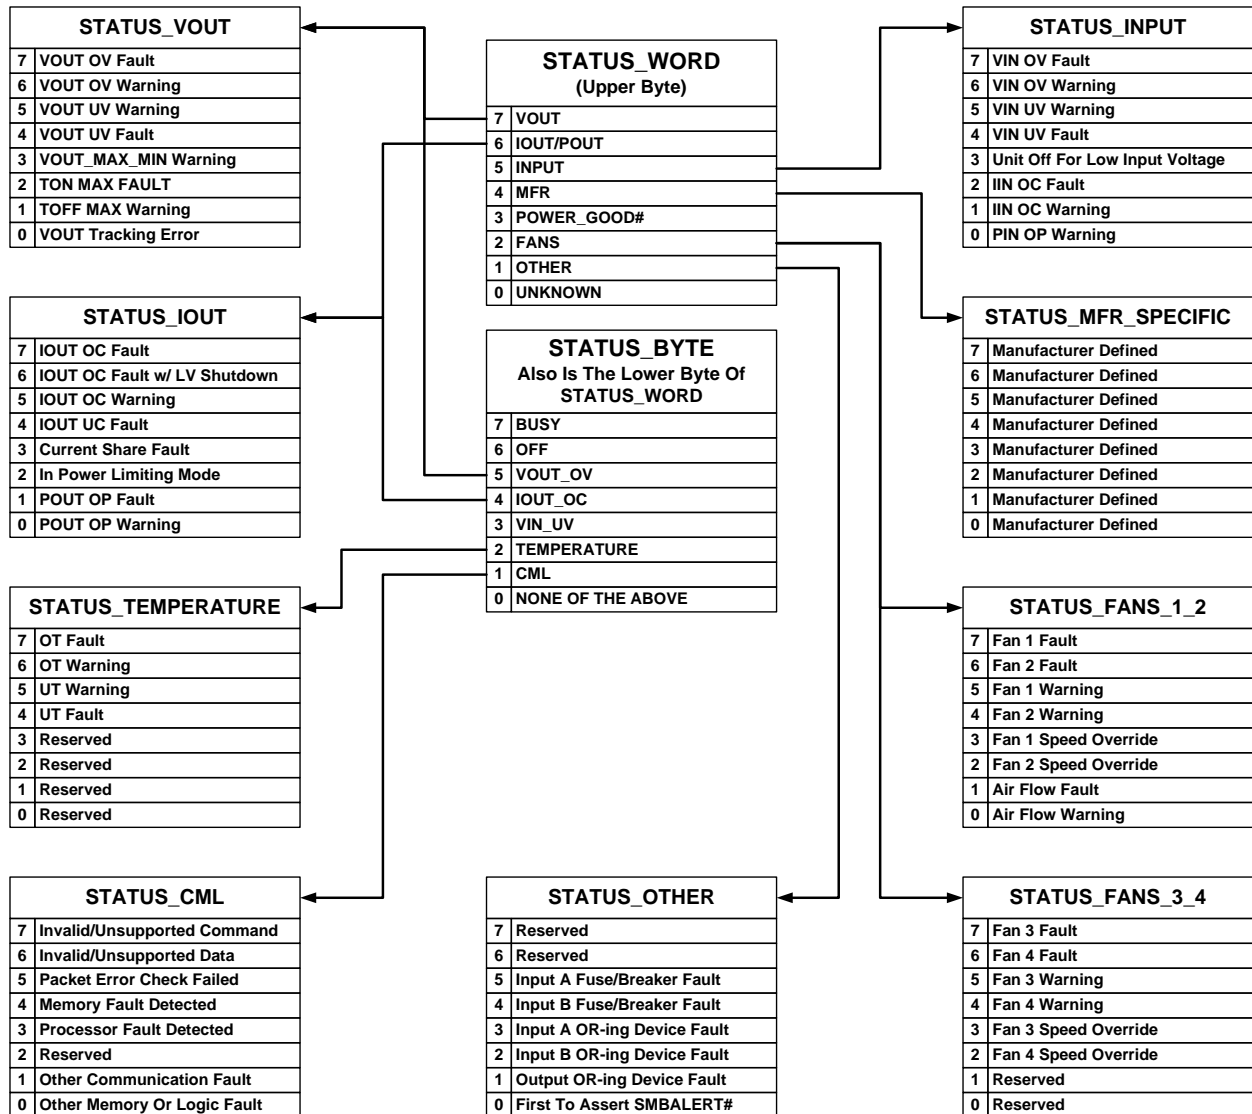 STATUS_VOUT
7 VOUT OV Fault
6 VOUT OV Warning
5 VOUT UV Warning
4 VOUT UV Fault
3 VOUT_MAX_MIN Warning
2 TON MAX FAULT
1 TOFF MAX Warning
0 VOUT Tracking Error
STATUS_IOUT
7 IOUT OC Fault
6 IOUT OC Fault w/ LV Shutdown
5 IOUT OC Warning
4 IOUT UC Fault
3 Current Share Fault
2 In Power Limiting Mode
1 POUT OP Fault
0 POUT OP Warning
STATUS_TEMPERATURE
7 OT Fault
6 OT Warning
5 UT Warning
4 UT Fault
3 Reserved
2 Reserved
1 Reserved
0 Reserved
STATUS_CML
7 Invalid/Unsupported Command
6 Invalid/Unsupported Data
5 Packet Error Check Failed
4 Memory Fault Detected
3 Processor Fault Detected
2 Reserved
1 Other Communication Fault
0 Other Memory Or Logic Fault
STATUS_WORD
(Upper Byte)
7 VOUT
6 IOUT/POUT
5 INPUT
4 MFR
3 POWER_GOOD#
2 FANS
1 OTHER
0 UNKNOWN
STATUS_BYTE
Also Is The Lower Byte Of
STATUS_WORD
7 BUSY
6 OFF
5 VOUT_OV
4 IOUT_OC
3 VIN_UV
2 TEMPERATURE
1 CML
0 NONE OF THE ABOVE
STATUS_OTHER
7 Reserved
6 Reserved
5 Input A Fuse/Breaker Fault
4 Input B Fuse/Breaker Fault
3 Input A OR-ing Device Fault
2 Input B OR-ing Device Fault
1 Output OR-ing Device Fault
0 First To Assert SMBALERT#
STATUS_INPUT
7 VIN OV Fault
6 VIN OV Warning
5 VIN UV Warning
4 VIN UV Fault
3 Unit Off For Low Input Voltage
2 IIN OC Fault
1 IIN OC Warning
0 PIN OP Warning
STATUS_MFR_SPECIFIC
7 Manufacturer Defined
6 Manufacturer Defined
5 Manufacturer Defined
4 Manufacturer Defined
3 Manufacturer Defined
2 Manufacturer Defined
1 Manufacturer Defined
0 Manufacturer Defined
STATUS_FANS_1_2
7 Fan 1 Fault
6 Fan 2 Fault
5 Fan 1 Warning
4 Fan 2 Warning
3 Fan 1 Speed Override
2 Fan 2 Speed Override
1 Air Flow Fault
0 Air Flow Warning
STATUS_FANS_3_4
7 Fan 3 Fault
6 Fan 4 Fault
5 Fan 3 Warning
4 Fan 4 Warning
3 Fan 3 Speed Override
2 Fan 4 Speed Override
1 Reserved
0 Reserved